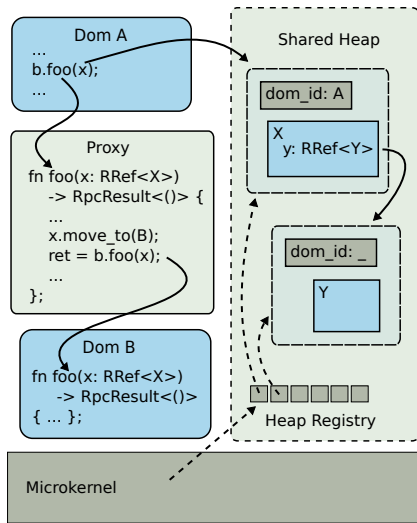 Dom A
...
b.foo(x);
...
Proxy
fn foo(x: RRef<X>)
-> RpcResult<()> {
...
x.move_to(B);
ret = b.foo(x);
...
};
Dom B
fn foo(x: RRef<X>)
-> RpcResult<()>
{ ... };
Shared Heap
dom_id: A
X
y: RRef<Y>
dom_id: _
Y
Heap Registry
Microkernel